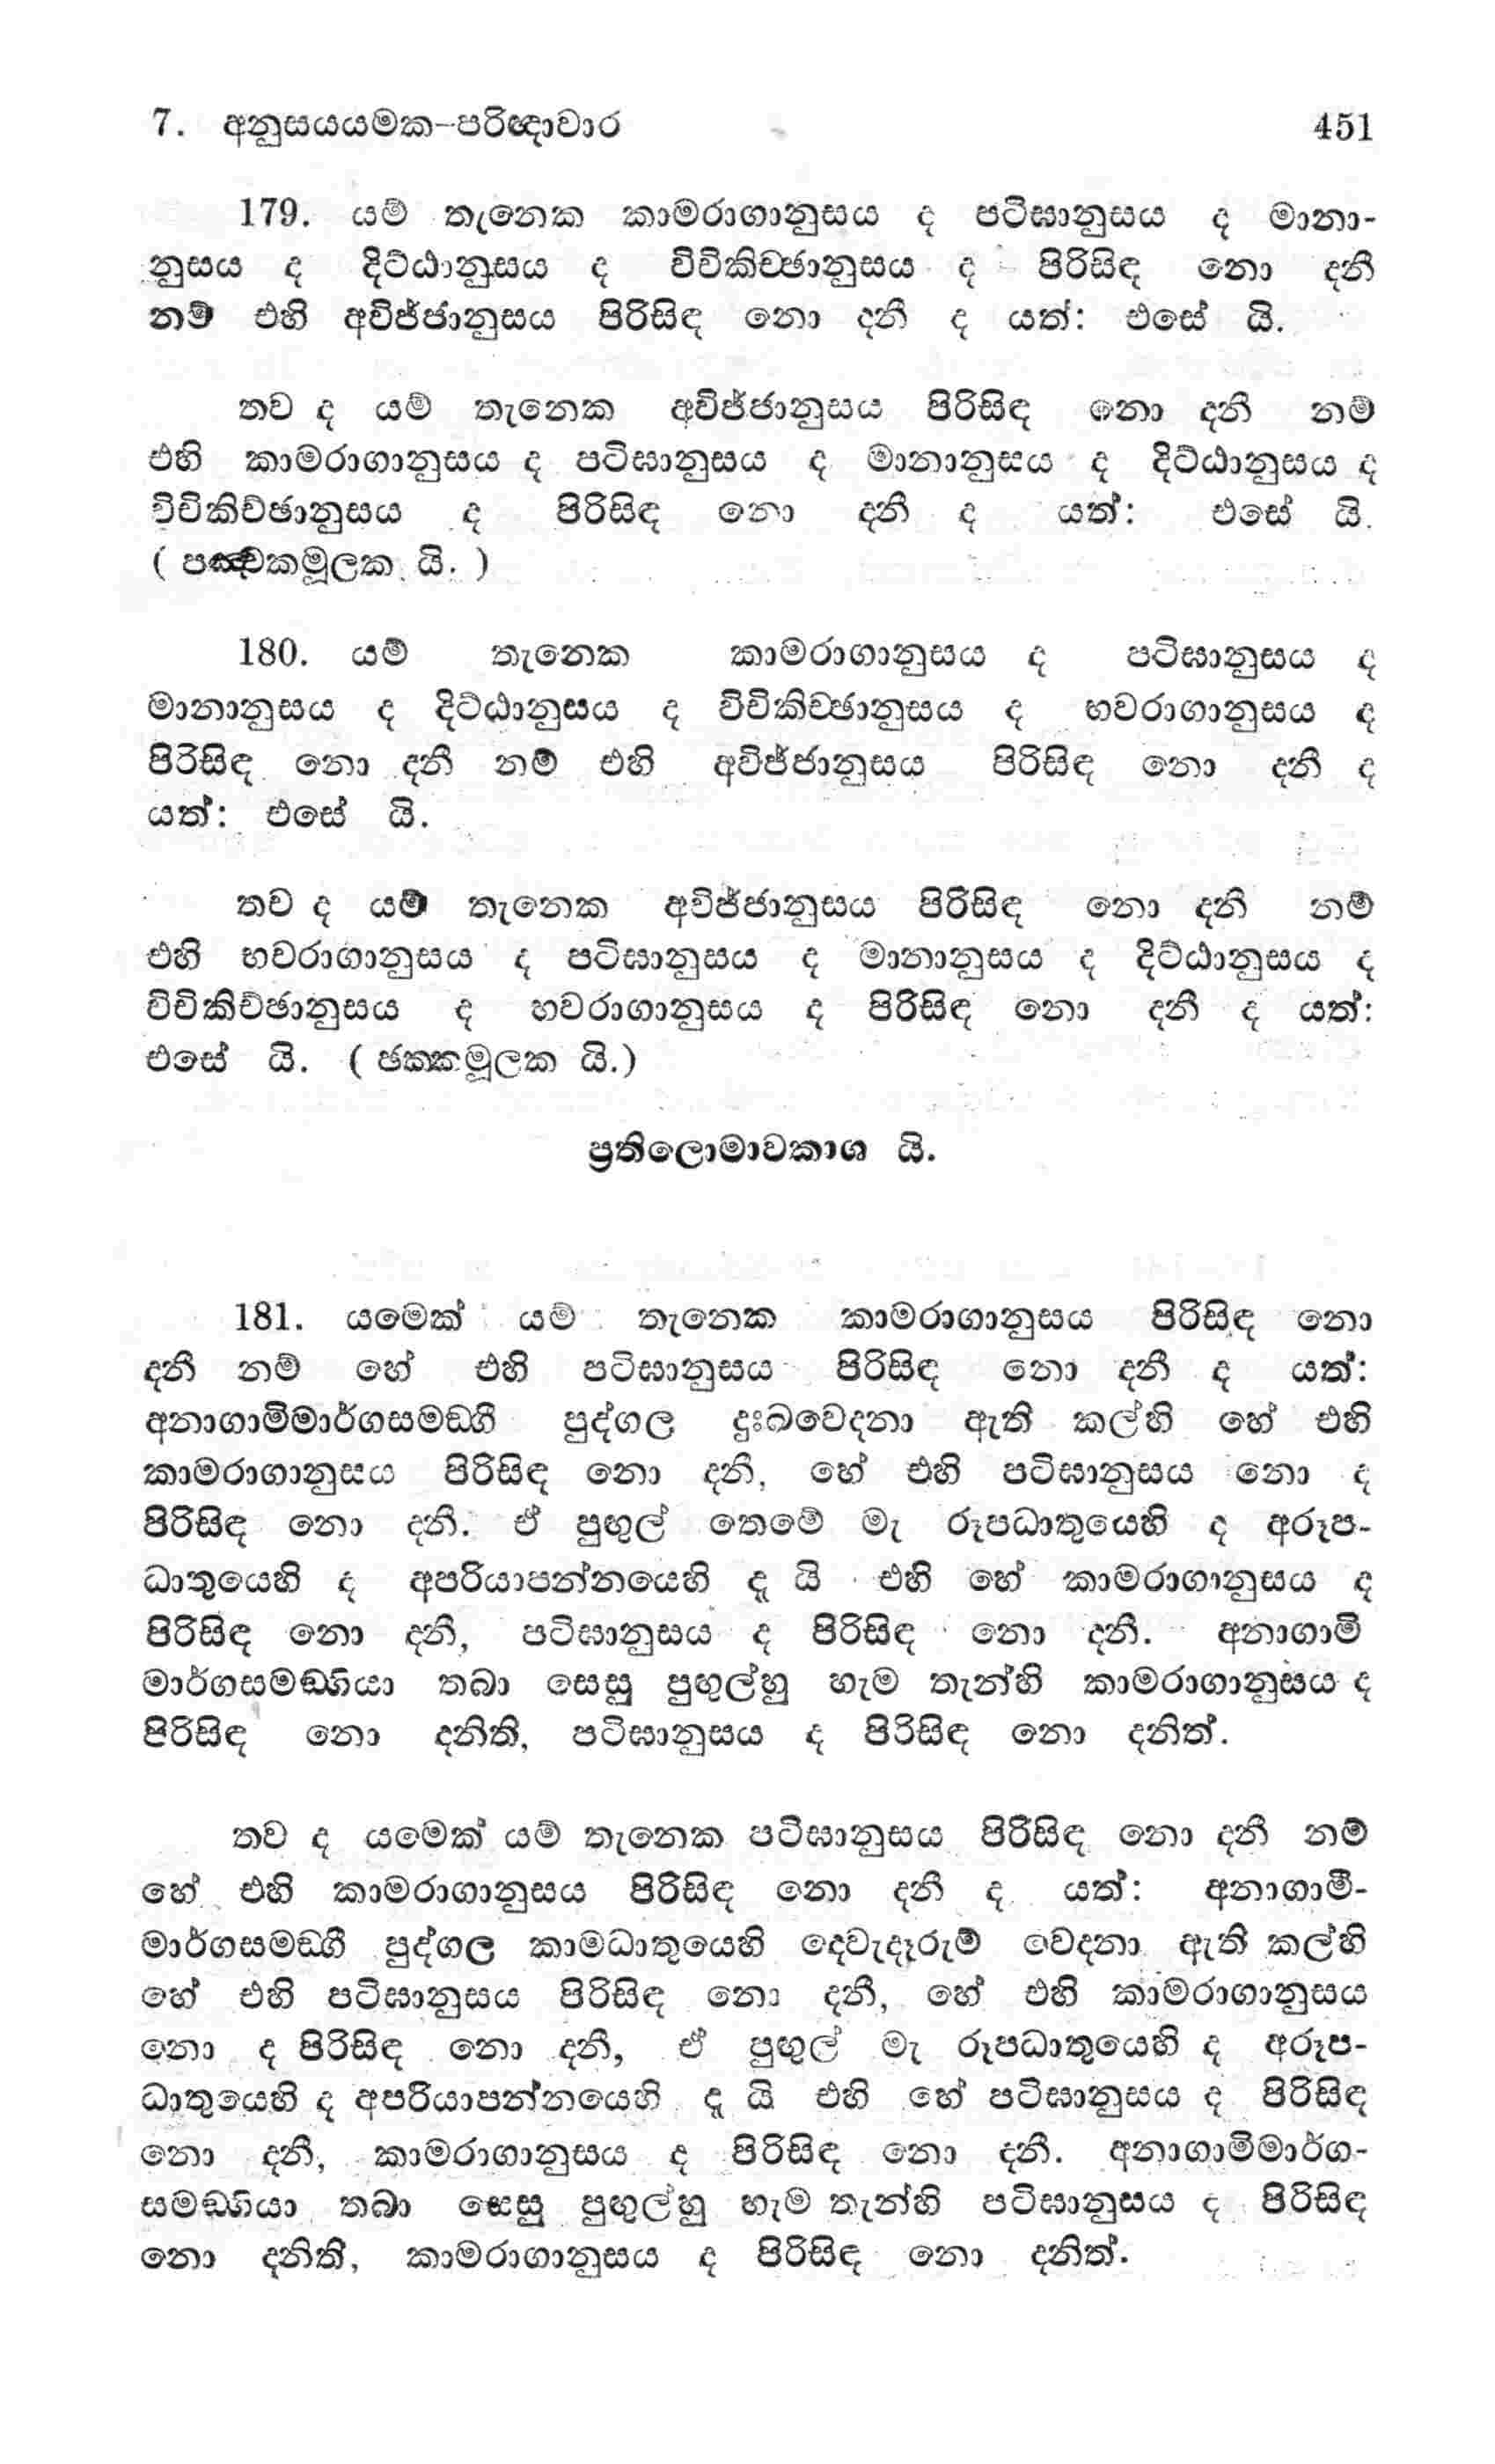 7. අනුසයයමක-පරිඥාවාර 451
179. යම් තැනෙක කාමරාගානුසය ද පටිඝානුසය ද මානා-
නුසය ද දිට්ඨානුසය ද විචිකිච්ඡානුසය ද පිරිසිඳ නො දනී
නම් එහි අවිජ්ජානුසය පිරිසිඳ නො දනී ද යත්: එසේ යි.
තව ද යම් තැනෙක අවිජ්ජානුසය පිරිසිඳ නො දනී නම්
එහි කාමරාගානුසය ද පටිඝානුසය ද මානානුසය ද දිට්ඨානුසය ද
විචිකිච්ඡානුසය ද පිරිසිඳ නො දනී ද යත්: එසේ යි.
( පඤ්චකමූලක යි. )
180. යම් තැනෙක කාමරාගානුසය ද පටිඝානුසය ද
මානානුසය ද දිට්ඨානුසය ද විචිකිච්ඡානුසය ද භවරාගානුසය ද
පිරිසිඳ නො දනී නම් එහි අවිජ්ජානුසය පිරිසිඳ නො දනී ද
යත්: එසේ යි.
තව ද යම් තැනෙක අවිජ්ජානුසය පිරිසිඳ නො දනී නම්
එහි භවරාගානුසය ද පටිඝානුසය ද මානානුසය ද දිට්ඨානුසය ද
විචිකිච්ඡානුසය ද භවරාගානුසය ද පිරිසිඳ නො දනී ද යත්:
එසේ යි. ( ඡක්කමූලක යි.)
ප්‍රතිලොමාවකාශ යි.
181. යමෙක් යම් තැනෙක කාමරාගානුසය පිරිසිඳ නො
දනී නම් හේ එහි පටිඝානුසය පිරිසිඳ නො දනී ද යත්:
අනාගාමිමාර්ගසමඞ්ගී පුද්ගල දුඃඛවෙදනා ඇති කල්හි හේ එහි
කාමරාගානුසය පිරිසිඳ නො දනී, හේ එහි පටිඝානුසය නො ද
පිරිසිඳ නො දනී. ඒ පුඟුල් තෙමේ මැ රූපධාතුයෙහි ද අරූප-
ධාතුයෙහි ද අපරියාපන්නයෙහි දැ යි එහි හේ කාමරාගානුසය ද
පිරිසිඳ නො දනී, පටිඝානුසය ද පිරිසිඳ නො දනී. අනාගාමි
මාර්ගසමඞ්ගියා තබා සෙසු පුඟුල්හු හැම තැන්හි කාමරාගානුසය ද
පිරිසිඳ නො දනිති, පටිඝානුසය ද පිරිසිඳ නො දනිත්.
තව ද යමෙක් යම් තැනෙක පටිඝානුසය පිරිසිඳ නො දනී නම්
හේ එහි කාමරාගානුසය පිරිසිඳ නො දනී ද යත්: අනාගාමි-
මාර්ගසමඞ්ගී පුද්ගල කාමධාතුයෙහි දෙවැදෑරුම් වෙදනා ඇති කල්හි
හේ එහි පටිඝානුසය පිරිසිඳ නො දනී, හේ එහි කාමරාගානුසය
නො ද පිරිසිඳ නො දනී, ඒ පුඟුල් මැ රූපධාතුයෙහි ද අරූප-
ධාතුයෙහි ද අපරියාපන්නයෙහි දැ යි එහි හේ පටිඝානුසය ද පිරිසිඳ
නො දනී, කාමරාගානුසය ද පිරිසිඳ නො දනී. අනාගාමිමාර්ග-
සමඞ්ගියා තබා සෙසු පුඟුල්හු හැම තැන්හි පටිඝානුසය ද පිරිසිඳ
නො දනිති, කාමරාගානුසය ද පිරිසිඳ නො දනිත්.